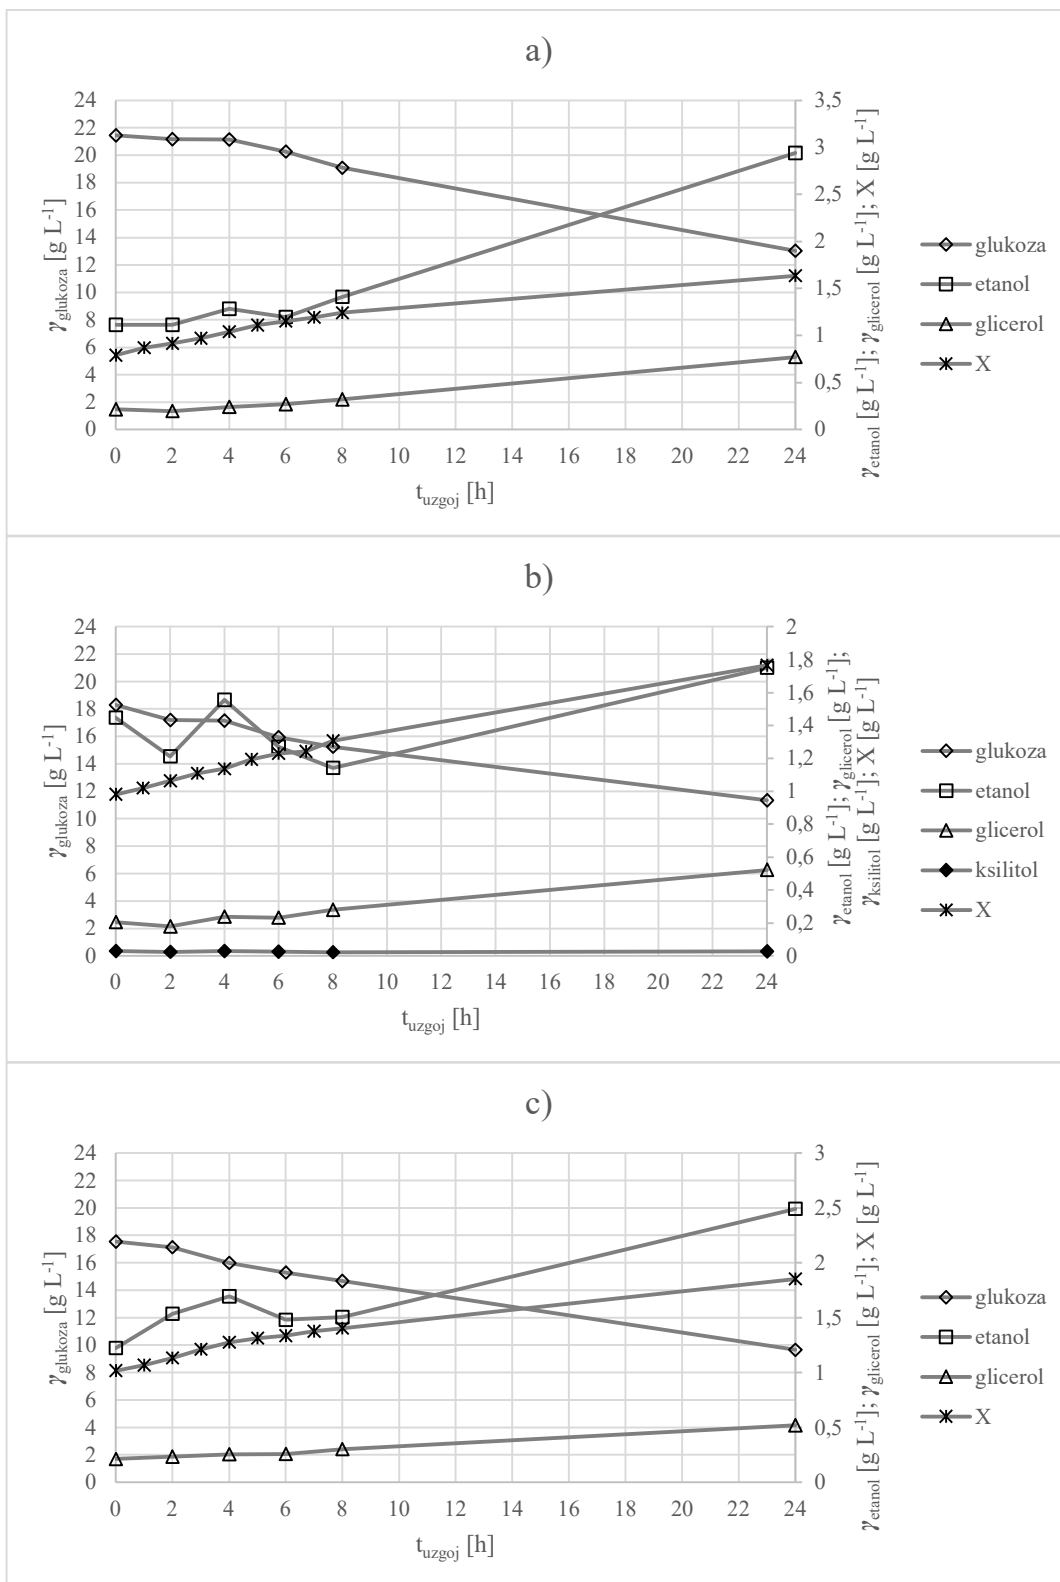 a)
24
22
20
18
16
14
12
10
8
6
4
2
0
γglukoza [g L-1]
3,5
3
2,5
2
1,5
1
0,5
0
γetanol [g L-1]; γglicerol [g L-1]; X [g L-1]
0 2 4 6 8 10 12 14 16 18 20 22 24
tuzgoj [h]
glukoza
etanol
glicerol
X
b)
24
22
20
18
16
14
12
10
8
6
4
2
0
γglukoza [g L-1]
2
1,8
1,6
1,4
1,2
1
0,8
0,6
0,4
0,2
0
γetanol [g L-1]; γglicerol [g L-1];
γksilitol [g L-1]; X [g L-1]
0 2 4 6 8 10 12 14 16 18 20 22 24
tuzgoj [h]
glukoza
etanol
glicerol
ksilitol
X
c)
24
22
20
18
16
14
12
10
8
6
4
2
0
γglukoza [g L-1]
3
2,5
2
1,5
1
0,5
0
γetanol [g L-1]; γglicerol [g L-1]; X [g L-1]
0 2 4 6 8 10 12 14 16 18 20 22 24
tuzgoj [h]
glukoza
etanol
glicerol
X